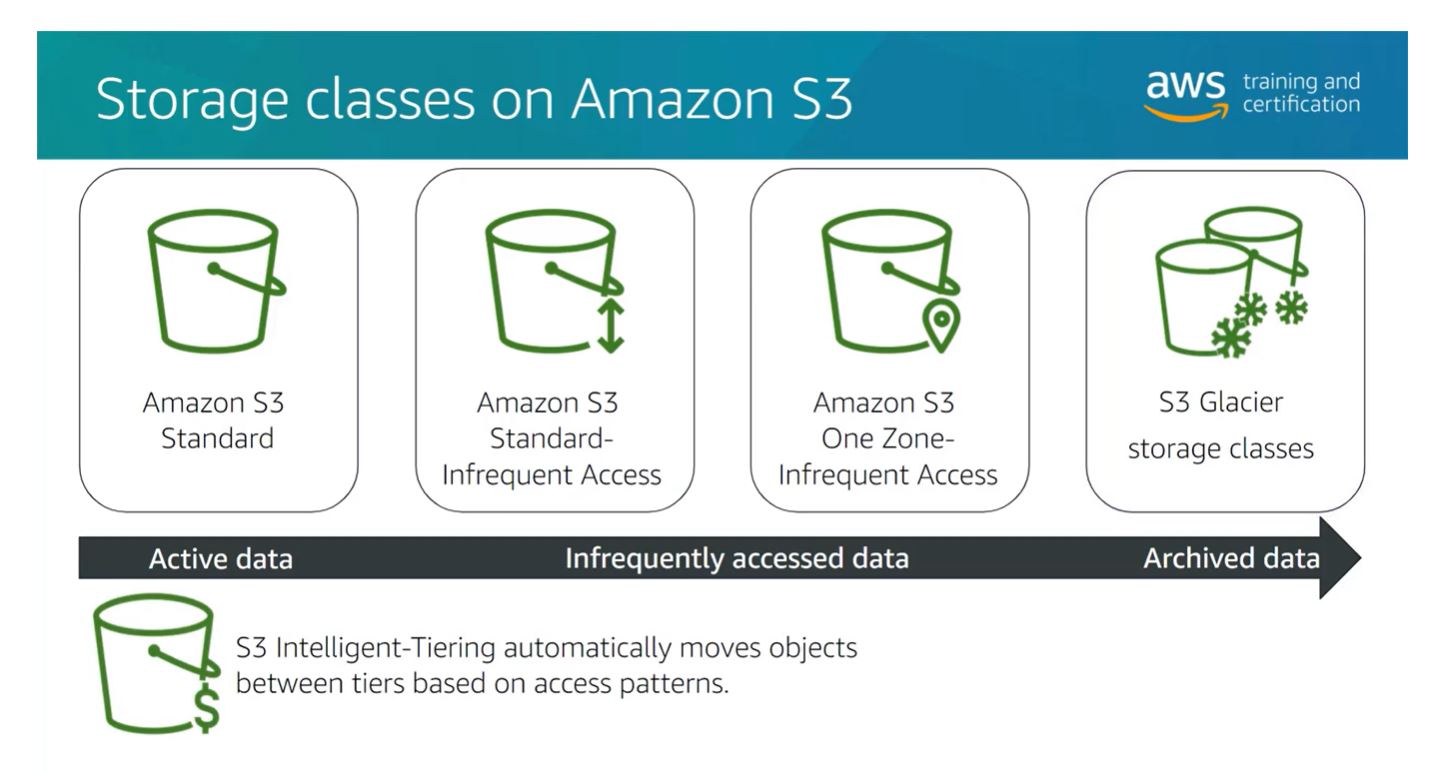 Storage classes on Amazon S3
aws training and
certification
Amazon S3
Standard
Amazon S3
Standard-
Infrequent Access
Amazon S3
One Zone-
Infrequent Access
S3 Glacier
storage classes
Active data
Infrequently accessed data
Archived data
$
S3 Intelligent-Tiering automatically moves objects
between tiers based on access patterns.